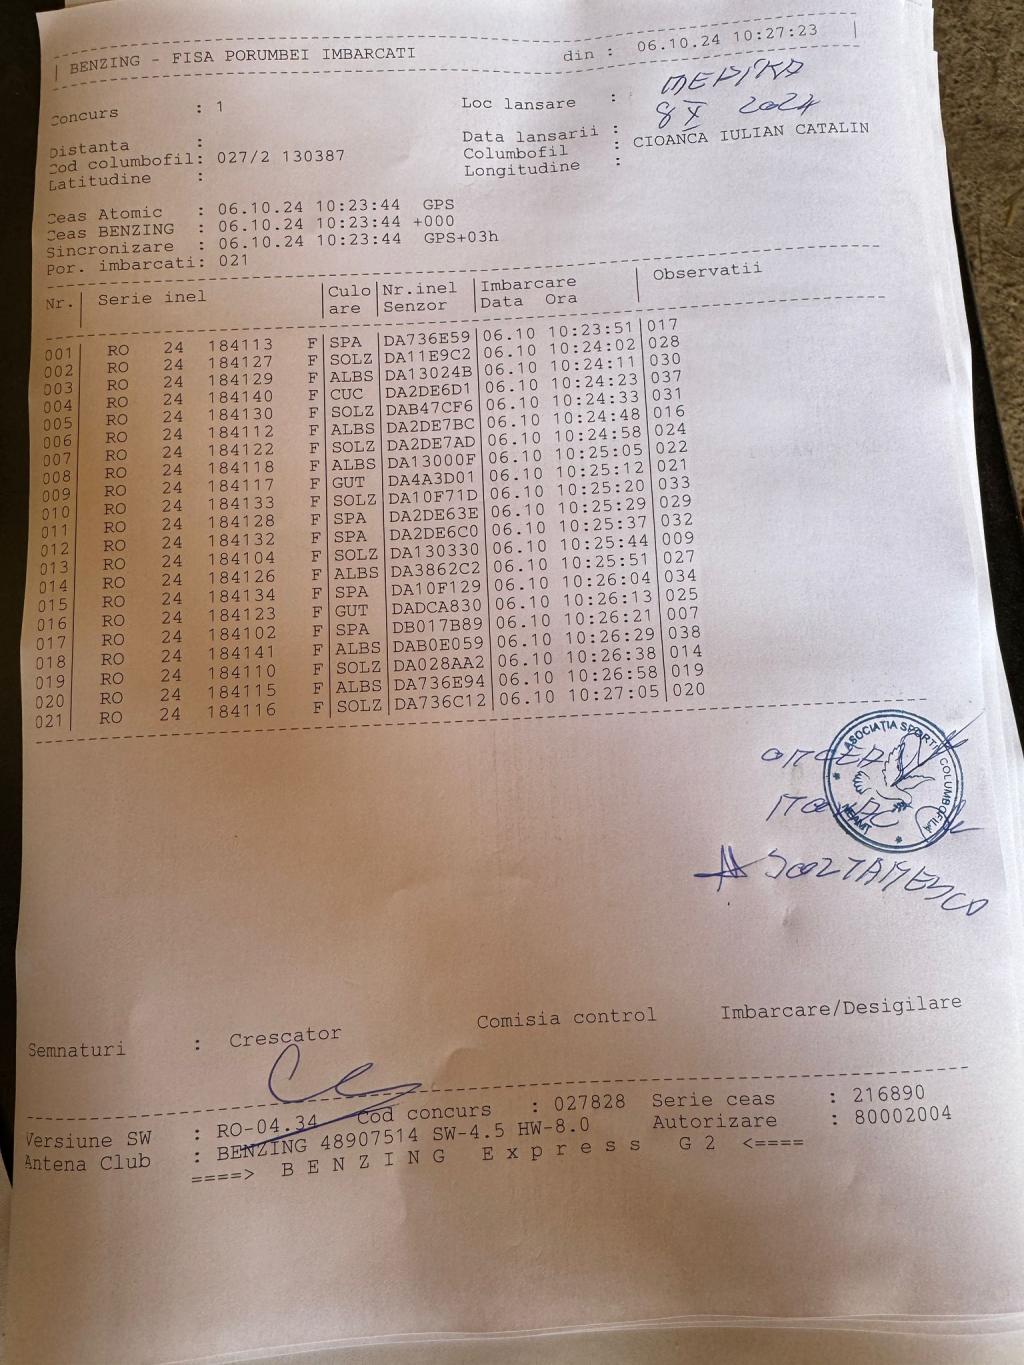 BENZING - FISA PORUMBEI IMBARCATI din : 06.10.24 10:27:23
Concurs : 1 Loc lansare :
8 X 2024
Distanta : Data lansarii :
Cod columbofil: 027/2 130387 Columbofil : CIOANCA IULIAN CATALIN
Latitudine : Longitudine :
Ceas Atomic : 06.10.24 10:23:44 GPS
Ceas BENZING : 06.10.24 10:23:44 +000
Sincronizare : 06.10.24 10:23:44 GPS+03h
Por. imbarcati: 021
Nr. Serie inel Culo Nr.inel Imbarcare Observatii
are Senzor Data Ora
001 RO 24 184113 F SPA DA736E59 06.10 10:23:51 017
002 RO 24 184127 F SOLZ DA11E9C2 06.10 10:24:02 028
003 RO 24 184129 F ALBS DA13024B 06.10 10:24:11 030
004 RO 24 184140 F CUC DA2DE6D1 06.10 10:24:23 037
005 RO 24 184130 F SOLZ DAB47CF6 06.10 10:24:33 031
006 RO 24 184112 F ALBS DA2DE7BC 06.10 10:24:48 016
007 RO 24 184122 F SOLZ DA2DE7AD 06.10 10:24:58 024
008 RO 24 184118 F ALBS DA13000F 06.10 10:25:05 022
009 RO 24 184117 F GUT DA4A3D01 06.10 10:25:12 021
010 RO 24 184133 F SOLZ DA10F71D 06.10 10:25:20 033
011 RO 24 184128 F SPA DA2DE63E 06.10 10:25:29 029
012 RO 24 184132 F SPA DA2DE6C0 06.10 10:25:37 032
013 RO 24 184104 F SOLZ DA130330 06.10 10:25:44 009
014 RO 24 184126 F ALBS DA3862C2 06.10 10:25:51 027
015 RO 24 184134 F SPA DA10F129 06.10 10:26:04 034
016 RO 24 184123 F GUT DADCA830 06.10 10:26:13 025
017 RO 24 184102 F SPA DB017B89 06.10 10:26:21 007
018 RO 24 184141 F ALBS DAB0E059 06.10 10:26:29 038
019 RO 24 184110 F SOLZ DA028AA2 06.10 10:26:38 014
020 RO 24 184115 F ALBS DA736E94 06.10 10:26:58 019
021 RO 24 184116 F SOLZ DA736C12 06.10 10:27:05 020
ASOCIATIA SPORTIVA COLUMBOFILA
NEAMT
Semnaturi : Crescator Comisia control Imbarcare/Desigilare
Versiune SW : RO-04.34 Cod concurs : 027828 Serie ceas : 216890
Antena Club : BENZING 48907514 SW-4.5 HW-8.0 Autorizare : 80002004
====> B E N Z I N G E x p r e s s G 2 <====